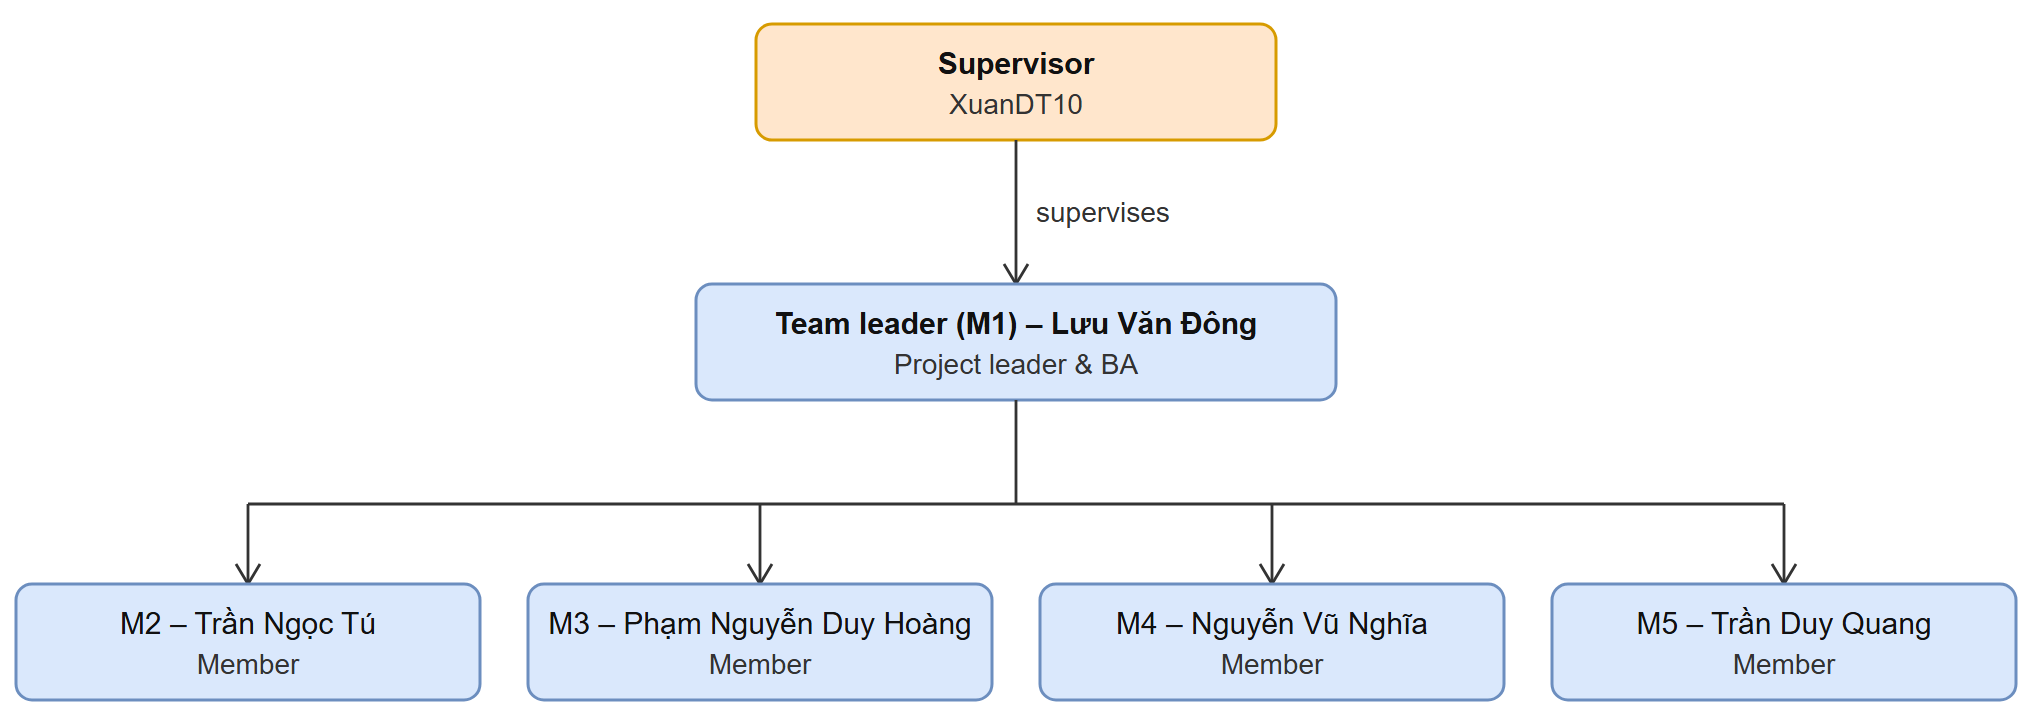 Supervisor
XuanDT10
supervises
Team leader (M1) – Lưu Văn Đông
Project leader & BA
M2 – Trần Ngọc Tú
Member
M3 – Phạm Nguyễn Duy Hoàng
Member
M4 – Nguyễn Vũ Nghĩa
Member
M5 – Trần Duy Quang
Member